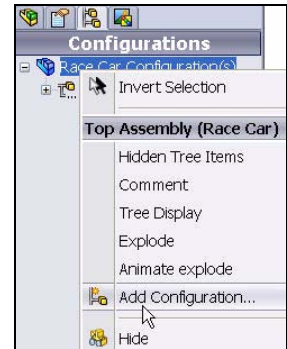 Configurations
Race Car Configuration(s)
Invert Selection
Top Assembly (Race Car)
Hidden Tree Items
Comment
Tree Display
Explode
Animate explode
Add Configuration...
Hide